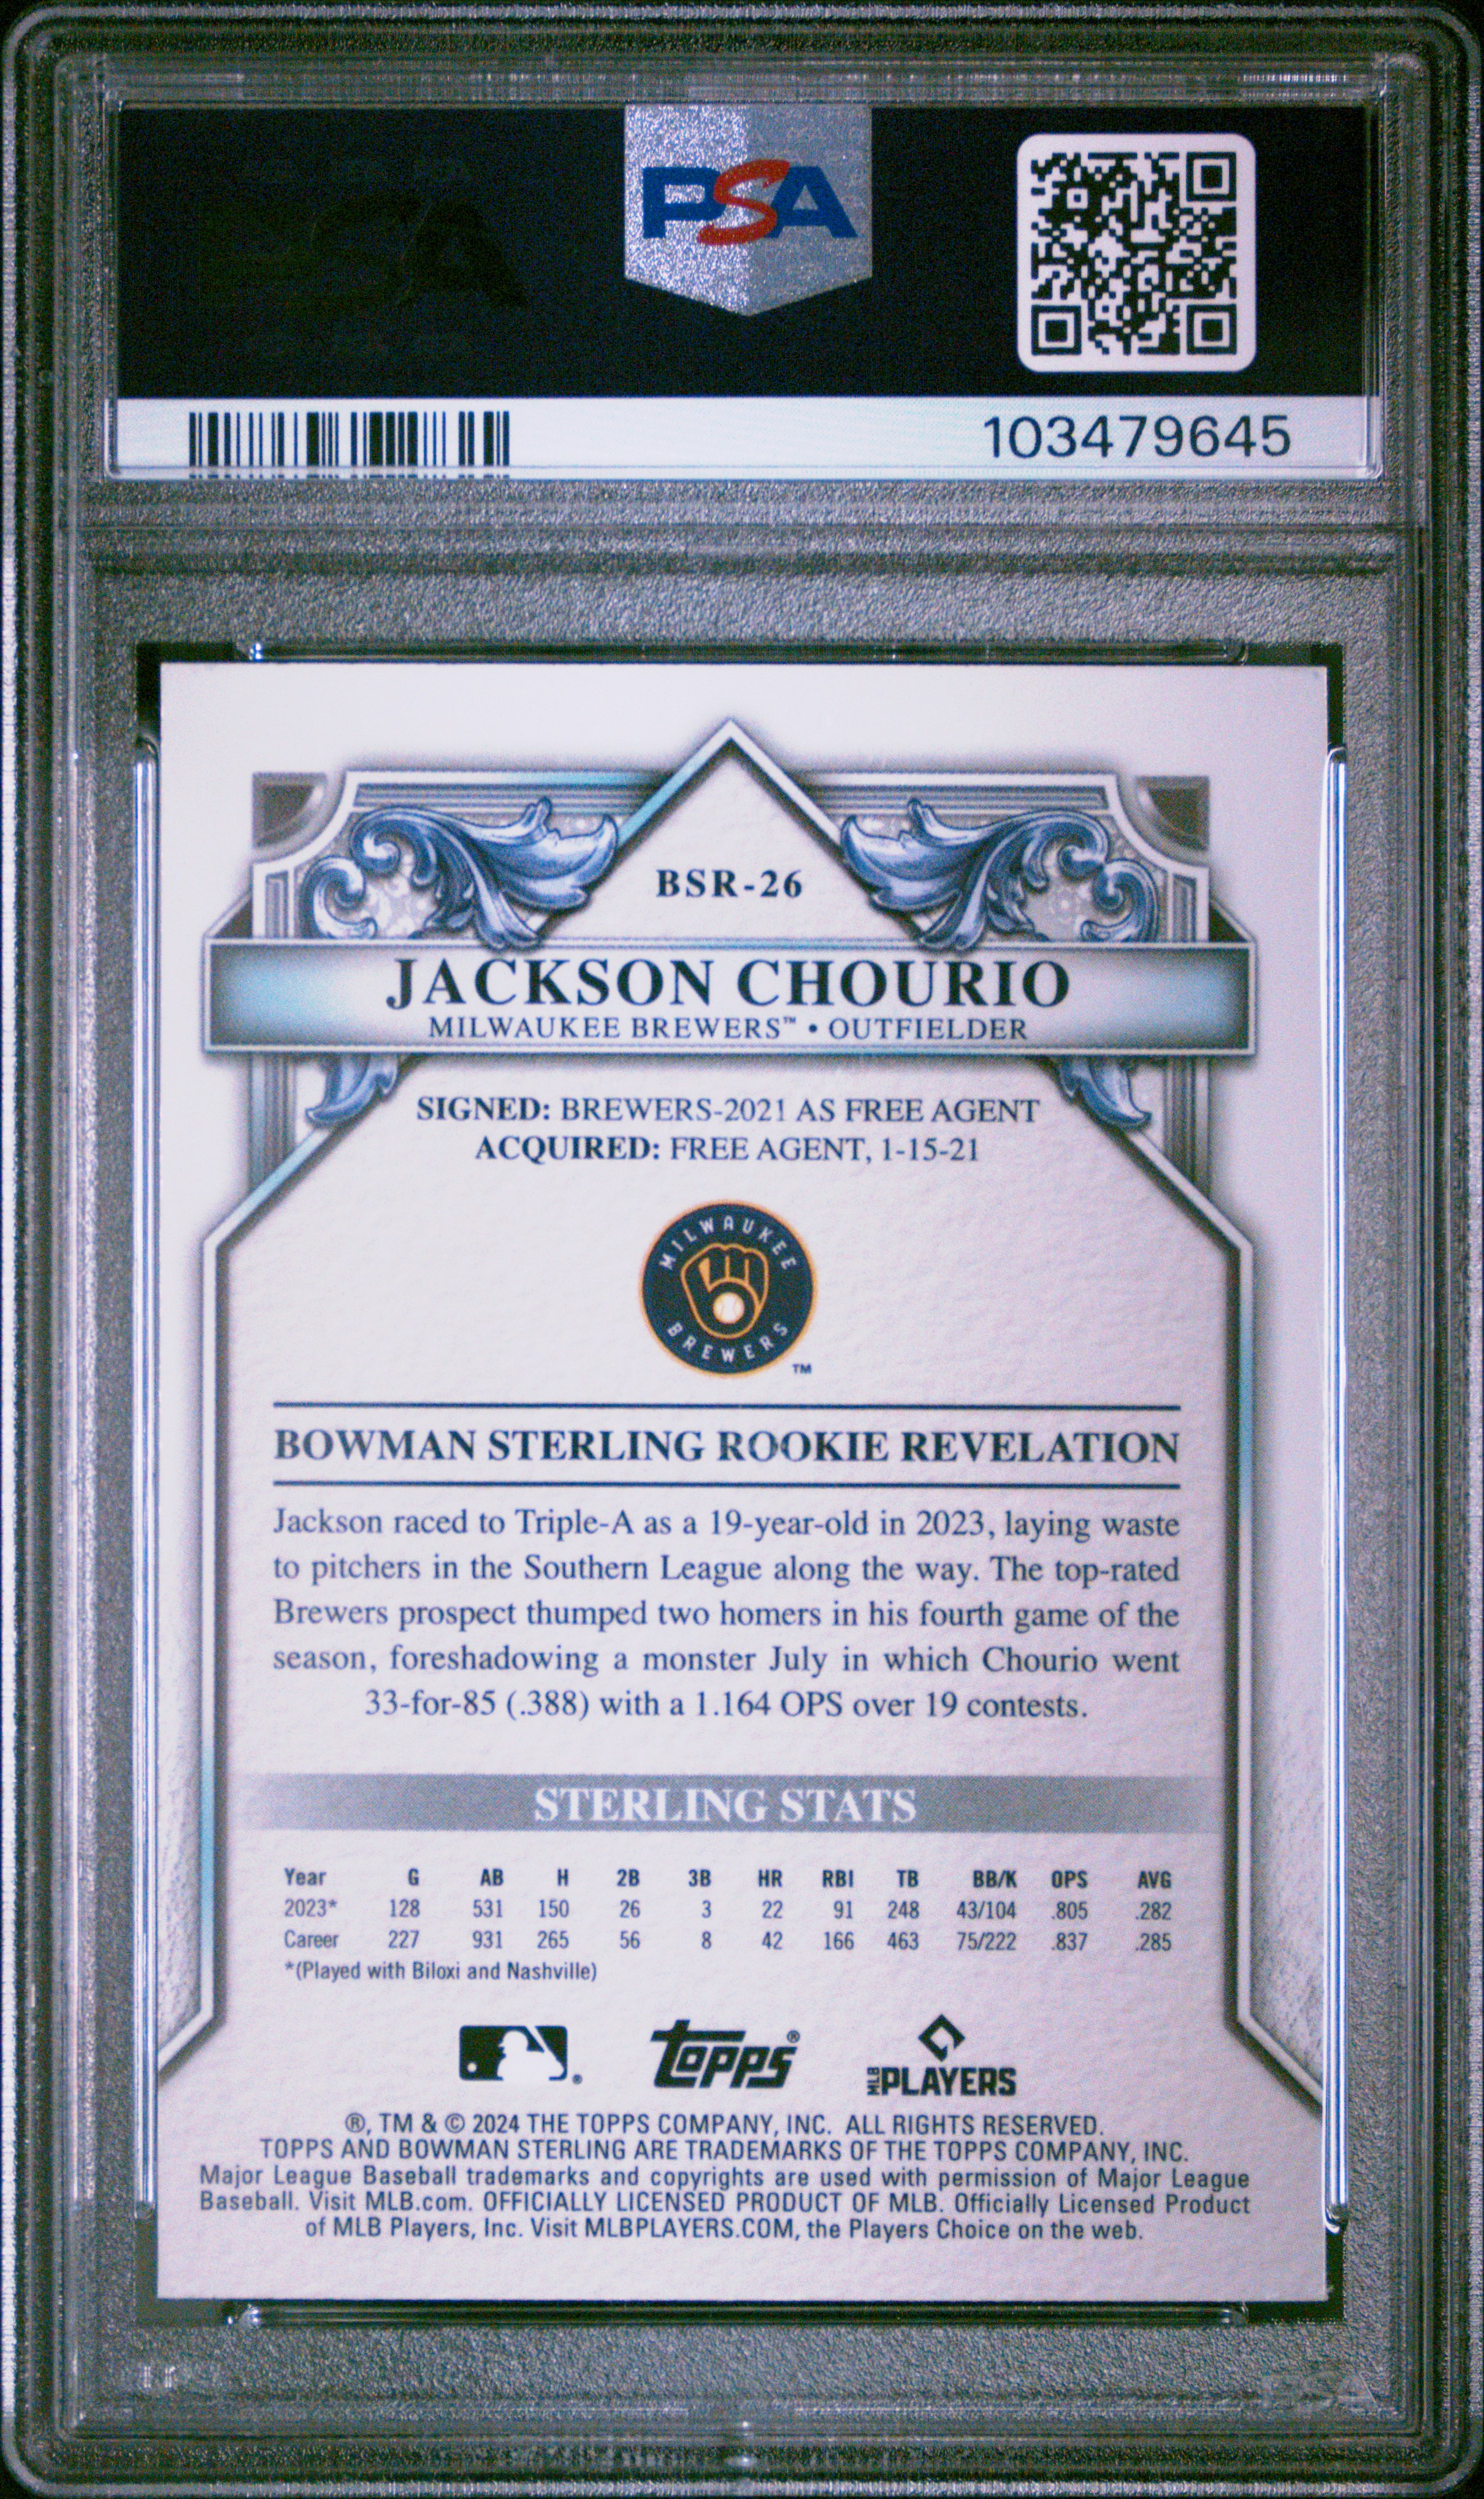 PSA
103479645
BSR-26
JACKSON CHOURIO
MILWAUKEE BREWERS™ • OUTFIELDER
SIGNED: BREWERS-2021 AS FREE AGENT
ACQUIRED: FREE AGENT, 1-15-21
MILWAUKEE
BREWERS
™
BOWMAN STERLING ROOKIE REVELATION
Jackson raced to Triple-A as a 19-year-old in 2023, laying waste
to pitchers in the Southern League along the way. The top-rated
Brewers prospect thumped two homers in his fourth game of the
season, foreshadowing a monster July in which Chourio went
33-for-85 (.388) with a 1.164 OPS over 19 contests.
STERLING STATS
Year G AB H 2B 3B HR RBI TB BB/K OPS AVG
2023* 128 531 150 26 3 22 91 248 43/104 .805 .282
Career 227 931 265 56 8 42 166 463 75/222 .837 .285
*(Played with Biloxi and Nashville)
® topps® MLB PLAYERS
®, TM & © 2024 THE TOPPS COMPANY, INC. ALL RIGHTS RESERVED.
TOPPS AND BOWMAN STERLING ARE TRADEMARKS OF THE TOPPS COMPANY, INC.
Major League Baseball trademarks and copyrights are used with permission of Major League
Baseball. Visit MLB.com. OFFICIALLY LICENSED PRODUCT OF MLB. Officially Licensed Product
of MLB Players, Inc. Visit MLBPLAYERS.COM, the Players Choice on the web.
PSA